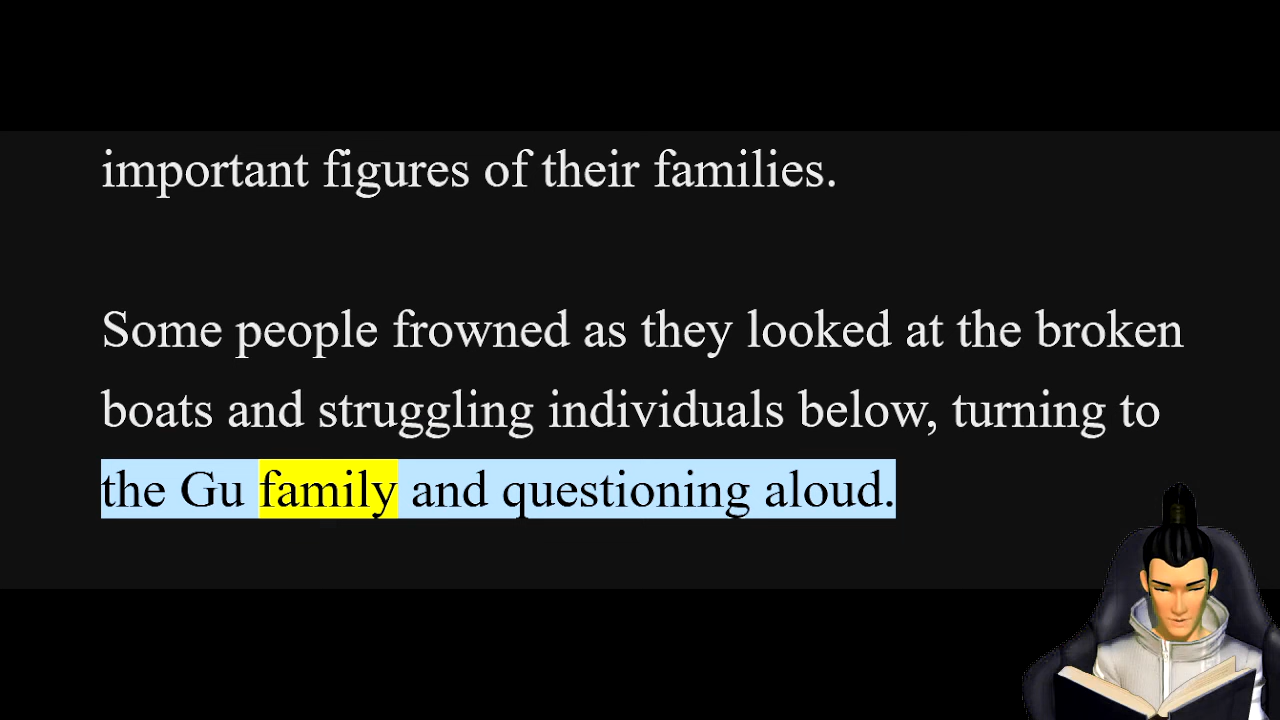 important figures of their families.
Some people frowned as they looked at the broken
boats and struggling individuals below, turning to
the Gu family and questioning aloud.